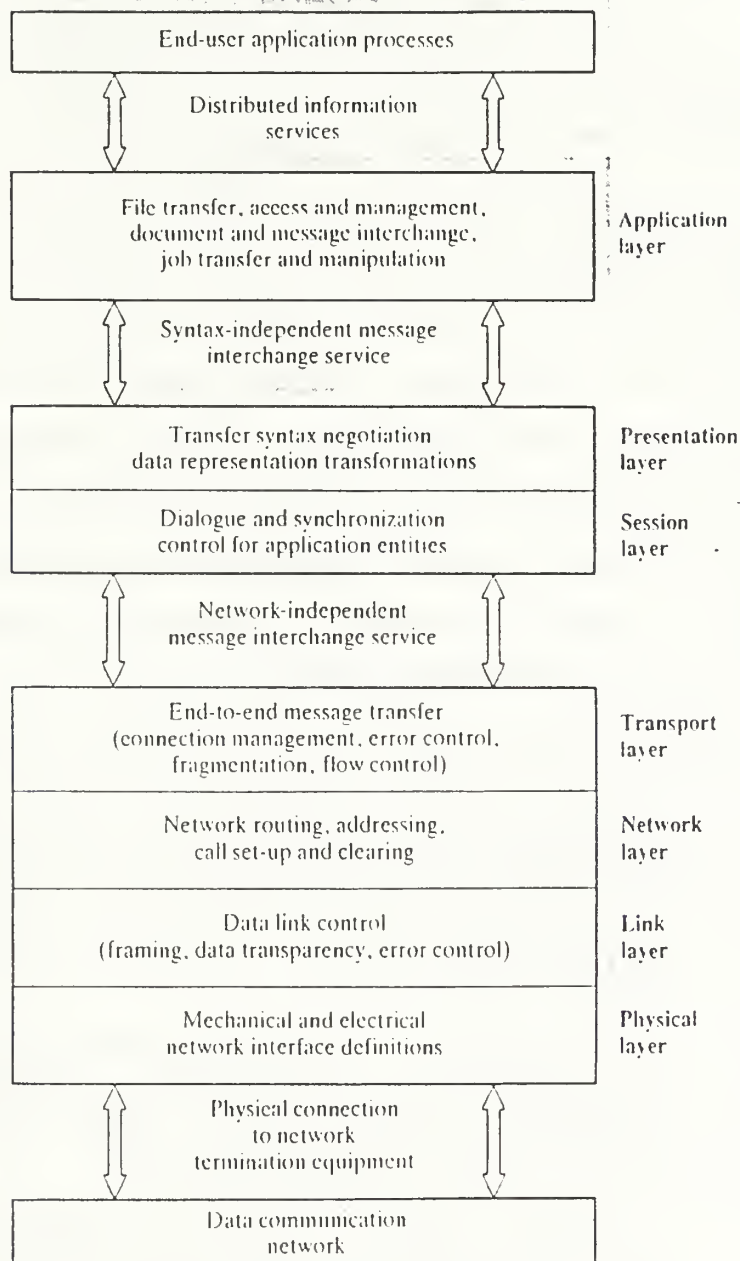 End-user application processes
Distributed information
services
File transfer, access and management,
document and message interchange,
job transfer and manipulation
Application
layer
Syntax-independent message
interchange service
Transfer syntax negotiation
data representation transformations
Presentation
layer
Dialogue and synchronization
control for application entities
Session
layer
Network-independent
message interchange service
End-to-end message transfer
(connection management, error control,
fragmentation, flow control)
Transport
layer
Network routing, addressing,
call set-up and clearing
Network
layer
Data link control
(framing, data transparency, error control)
Link
layer
Mechanical and electrical
network interface definitions
Physical
layer
Physical connection
to network
termination equipment
Data communication
network